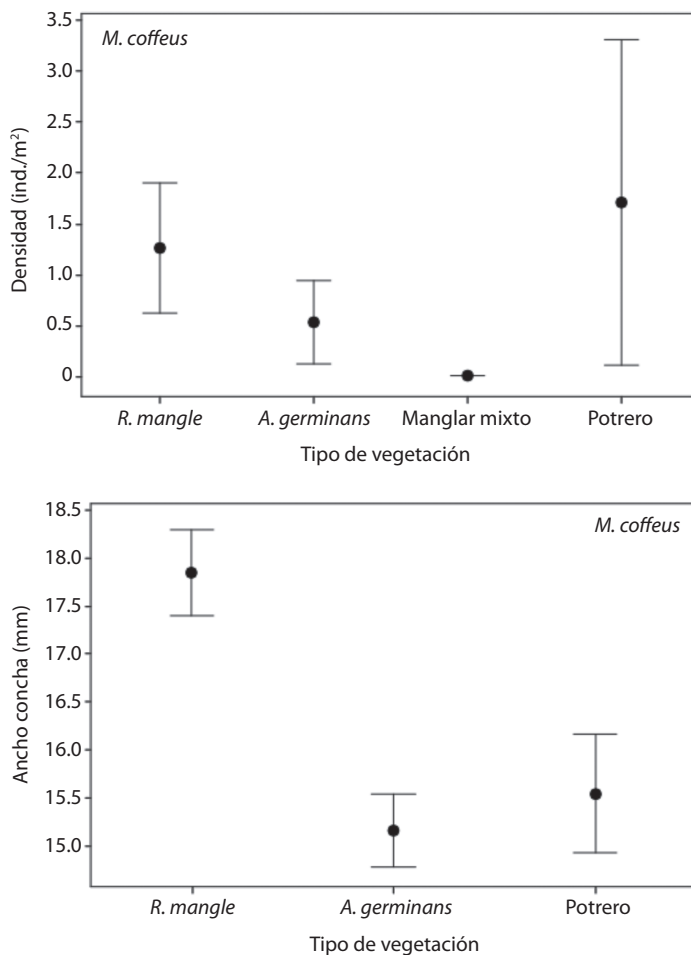 M. coffeus
Densidad (ind./m²)
3.5
3.0
2.5
2.0
1.5
1.0
0.5
0
R. mangle A. germinans Manglar mixto Potrero
Tipo de vegetación
M. coffeus
Ancho concha (mm)
18.5
18.0
17.5
17.0
16.5
16.0
15.5
15.0
R. mangle A. germinans Potrero
Tipo de vegetación